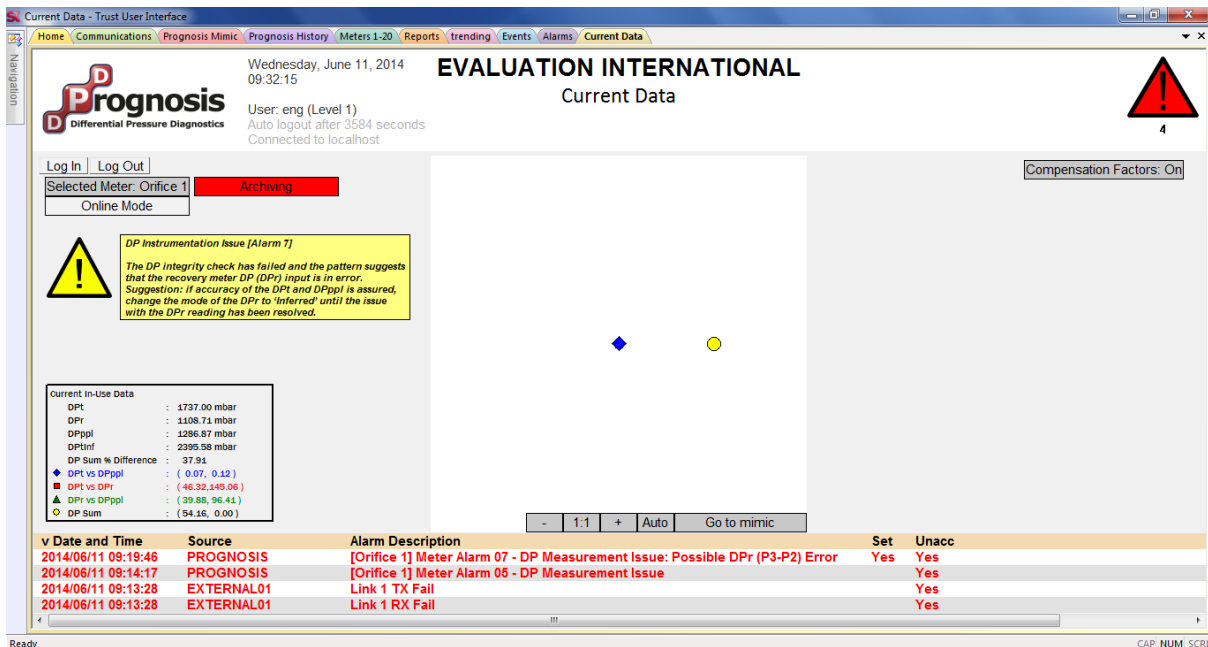 Current Data - Trust User Interface
Home Communications Prognosis Mimic Prognosis History Meters 1-20 Reports trending Events Alarms Current Data
Navigation
D
Prognosis
D Differential Pressure Diagnostics
Wednesday, June 11, 2014
09:32:15
User: eng (Level 1)
Auto logout after 3584 seconds
Connected to localhost
EVALUATION INTERNATIONAL
Current Data
!
4
Log In Log Out
Selected Meter: Orifice 1 Archiving
Online Mode
Compensation Factors: On
!
DP Instrumentation Issue [Alarm 7]
The DP integrity check has failed and the pattern suggests
that the recovery meter DP (DPr) input is in error.
Suggestion: if accuracy of the DPt and DPppl is assured,
change the mode of the DPr to 'Inferred' until the issue
with the DPr reading has been resolved.
Current In-Use Data
DPt : 1737.00 mbar
DPr : 1108.71 mbar
DPppl : 1286.87 mbar
DPtInf : 2395.58 mbar
DP Sum % Difference : 37.91
DPt vs DPppl : ( 0.07, 0.12 )
DPt vs DPr : ( 46.32,145.06 )
DPr vs DPppl : ( 39.88, 96.41 )
DP Sum : ( 54.16, 0.00 )
- 1:1 + Auto Go to mimic
v Date and Time Source Alarm Description Set Unacc
2014/06/11 09:19:46 PROGNOSIS [Orifice 1] Meter Alarm 07 - DP Measurement Issue: Possible DPr (P3-P2) Error Yes Yes
2014/06/11 09:14:17 PROGNOSIS [Orifice 1] Meter Alarm 05 - DP Measurement Issue Yes
2014/06/11 09:13:28 EXTERNAL01 Link 1 TX Fail Yes
2014/06/11 09:13:28 EXTERNAL01 Link 1 RX Fail Yes
Ready CAP NUM SCRL